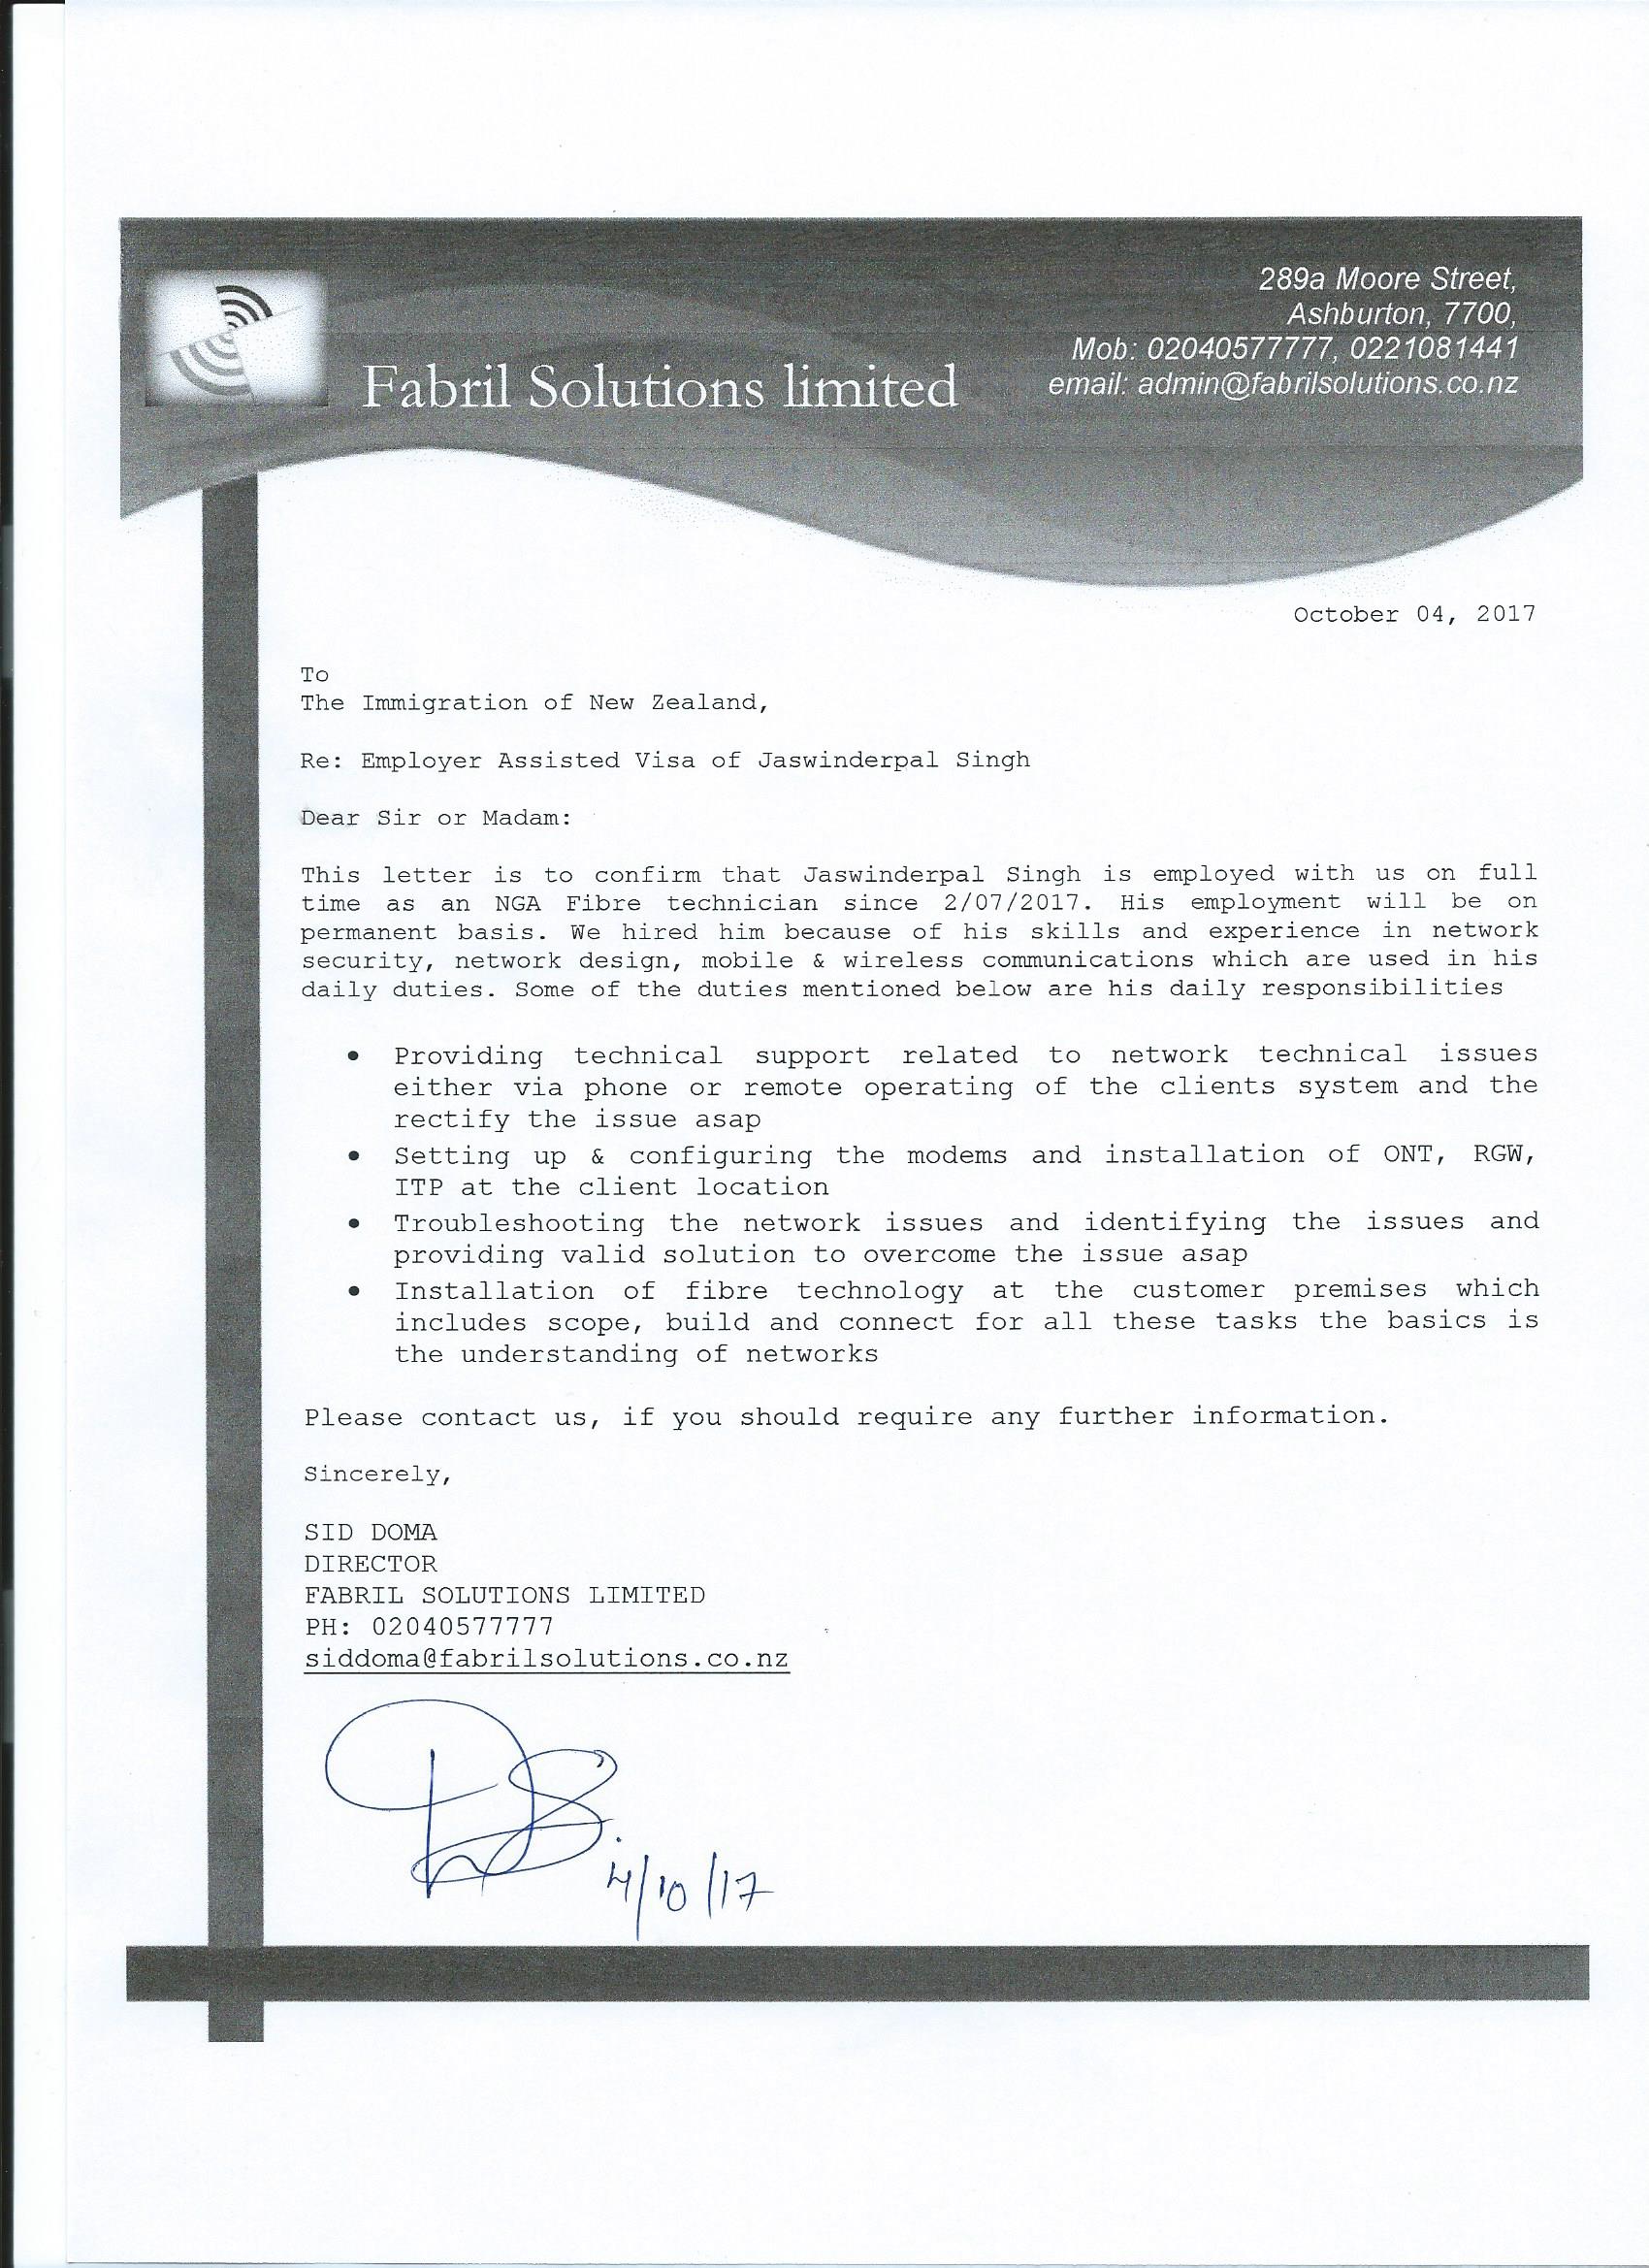 289a Moore Street,
Ashburton, 7700,
Mob: 02040577777, 0221081441
email: admin@fabrilsolutions.co.nz
Fabril Solutions limited
October 04, 2017
To
The Immigration of New Zealand,
Re: Employer Assisted Visa of Jaswinderpal Singh
Dear Sir or Madam:
This letter is to confirm that Jaswinderpal Singh is employed with us on full
time as an NGA Fibre technician since 2/07/2017. His employment will be on
permanent basis. We hired him because of his skills and experience in network
security, network design, mobile & wireless communications which are used in his
daily duties. Some of the duties mentioned below are his daily responsibilities
• Providing technical support related to network technical issues
either via phone or remote operating of the clients system and the
rectify the issue asap
• Setting up & configuring the modems and installation of ONT, RGW,
ITP at the client location
• Troubleshooting the network issues and identifying the issues and
providing valid solution to overcome the issue asap
• Installation of fibre technology at the customer premises which
includes scope, build and connect for all these tasks the basics is
the understanding of networks
Please contact us, if you should require any further information.
Sincerely,
SID DOMA
DIRECTOR
FABRIL SOLUTIONS LIMITED
PH: 02040577777
siddoma@fabrilsolutions.co.nz
4/10/17